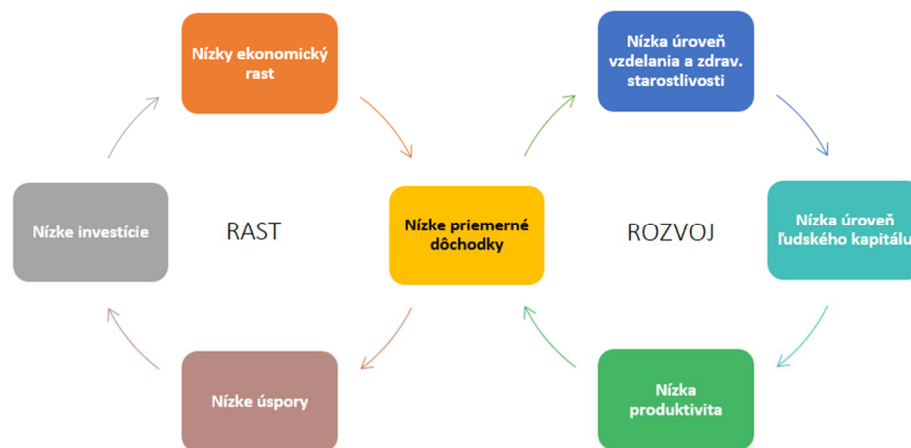 Nízky ekonomický
rast
Nízka úroveň
vzdelania a zdrav.
starostlivosti
Nízke investície
RAST
Nízke priemerné
dôchodky
ROZVOJ
Nízka úroveň
ľudského kapitálu
Nízke úspory
Nízka
produktivita